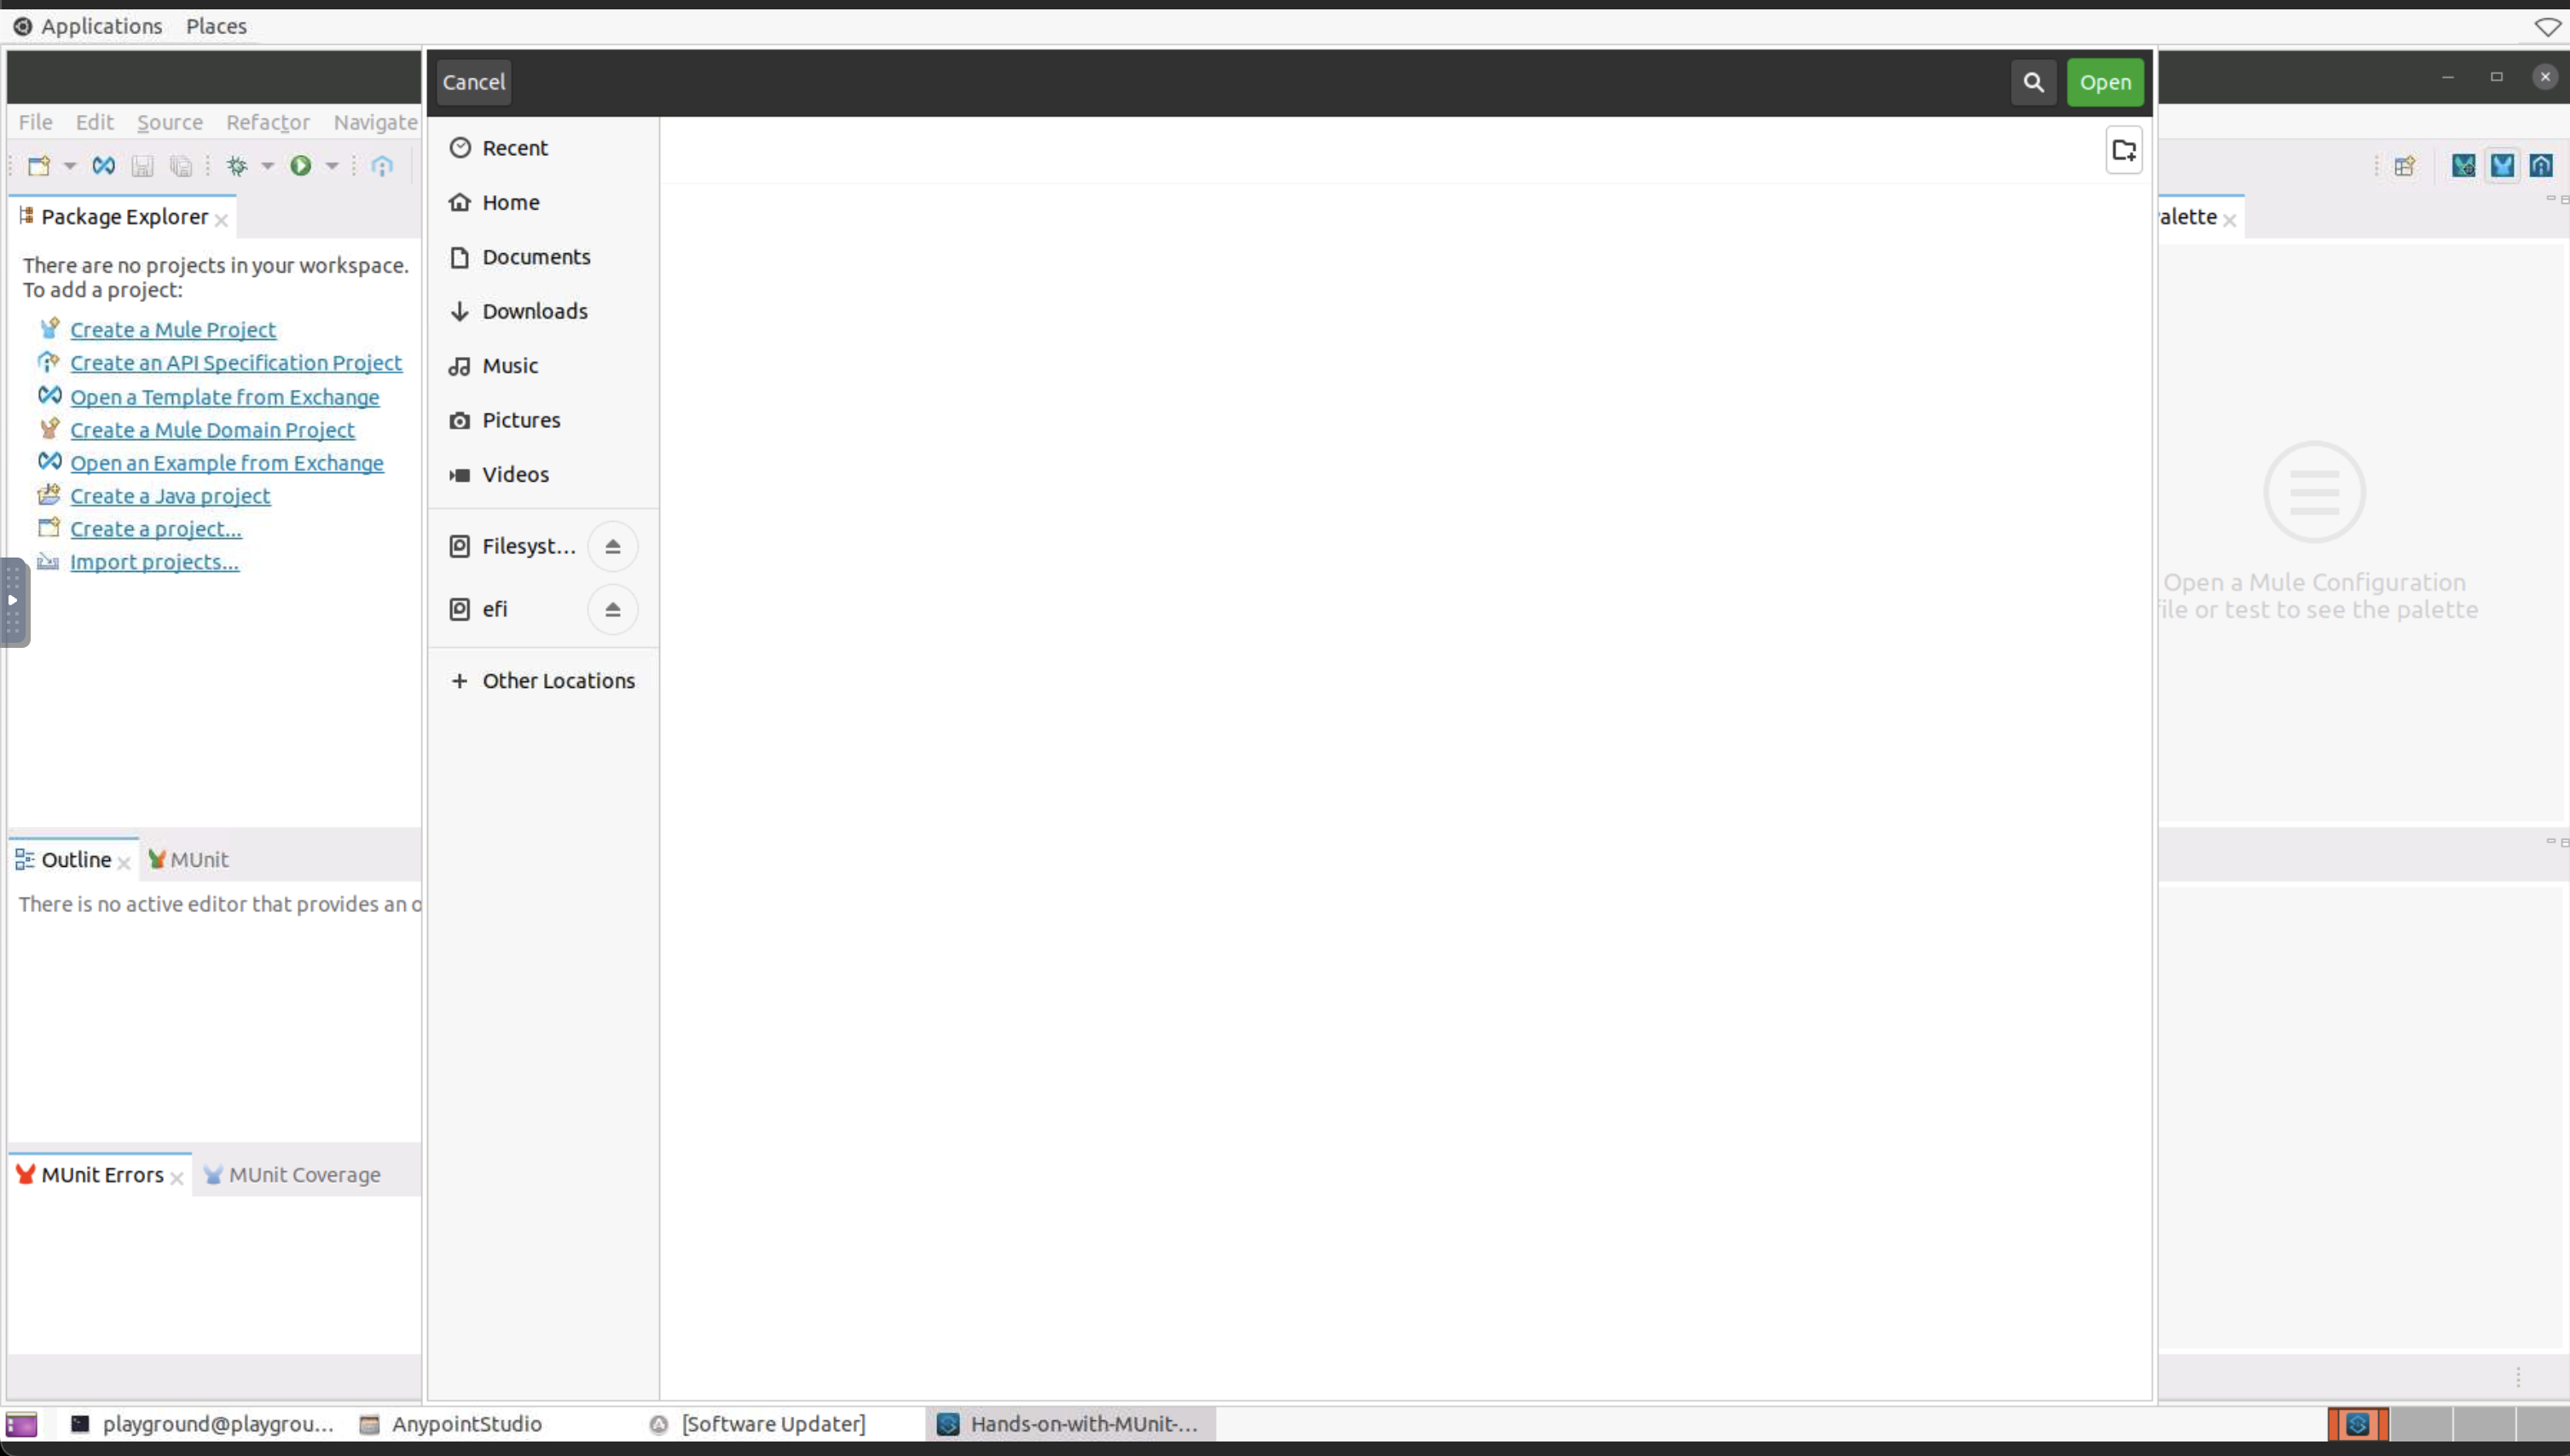 Applications Places
Cancel
Open
File Edit Source Refactor Navigate
Package Explorer
There are no projects in your workspace.
To add a project:
Create a Mule Project
Create an API Specification Project
Open a Template from Exchange
Create a Mule Domain Project
Open an Example from Exchange
Create a Java project
Create a project...
Import projects...
Outline MUnit
There is no active editor that provides an o
MUnit Errors MUnit Coverage
Recent
Home
Documents
Downloads
Music
Pictures
Videos
Filesyst...
efi
Other Locations
alette
Open a Mule Configuration
ile or test to see the palette
playground@playgrou... AnypointStudio [Software Updater] Hands-on-with-MUnit-...